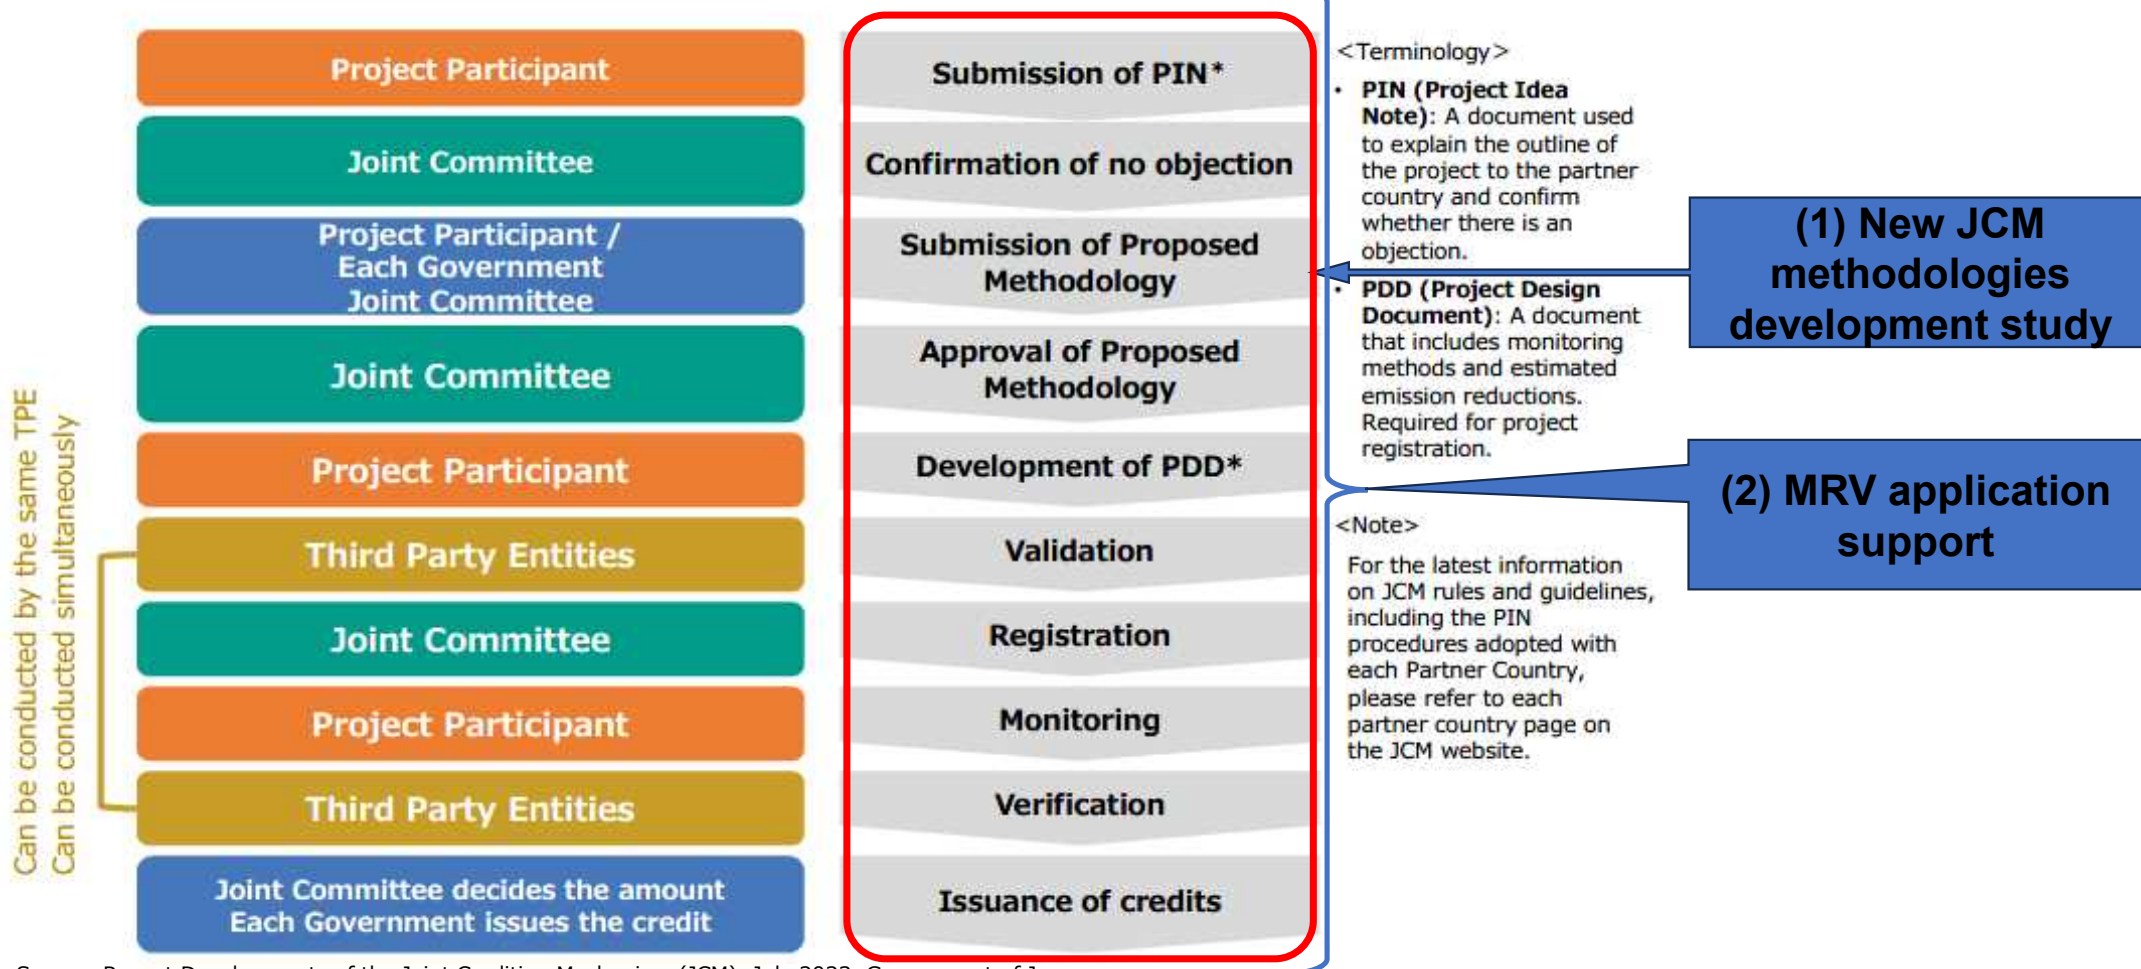 Project Participant
Submission of PIN*
Joint Committee
Confirmation of no objection
Project Participant /
Each Government
Joint Committee
Submission of Proposed
Methodology
Joint Committee
Approval of Proposed
Methodology
Project Participant
Development of PDD*
Third Party Entities
Validation
Joint Committee
Registration
Project Participant
Monitoring
Third Party Entities
Verification
Joint Committee decides the amount
Each Government issues the credit
Issuance of credits
Can be conducted by the same TPE
Can be conducted simultaneously
<Terminology>
• PIN (Project Idea
Note): A document used
to explain the outline of
the project to the partner
country and confirm
whether there is an
objection.
• PDD (Project Design
Document): A document
that includes monitoring
methods and estimated
emission reductions.
Required for project
registration.
<Note>
For the latest information
on JCM rules and guidelines,
including the PIN
procedures adopted with
each Partner Country,
please refer to each
partner country page on
the JCM website.
(1) New JCM
methodologies
development study
(2) MRV application
support